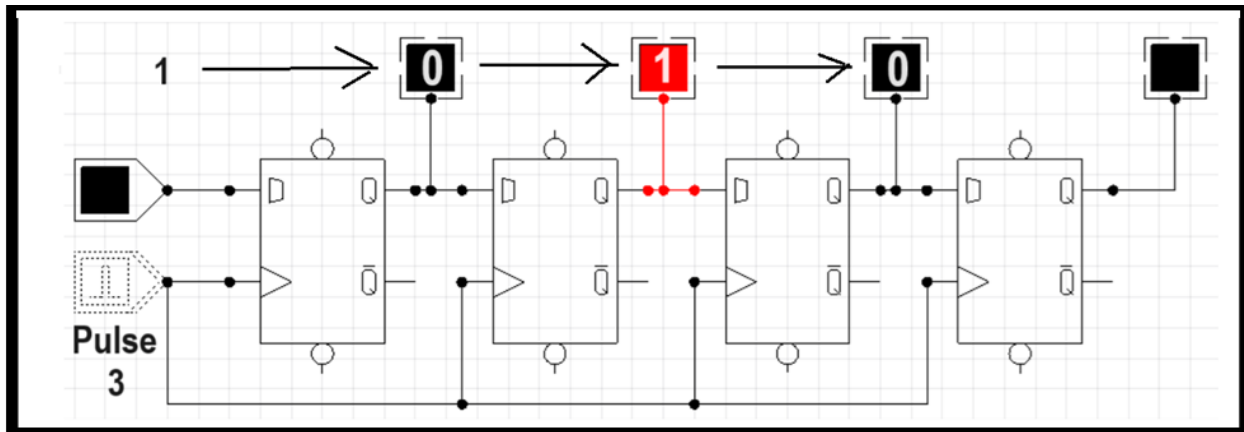 1 0 1 0
D Q D Q D Q D Q
Q̅ Q̅ Q̅ Q̅
Pulse
3